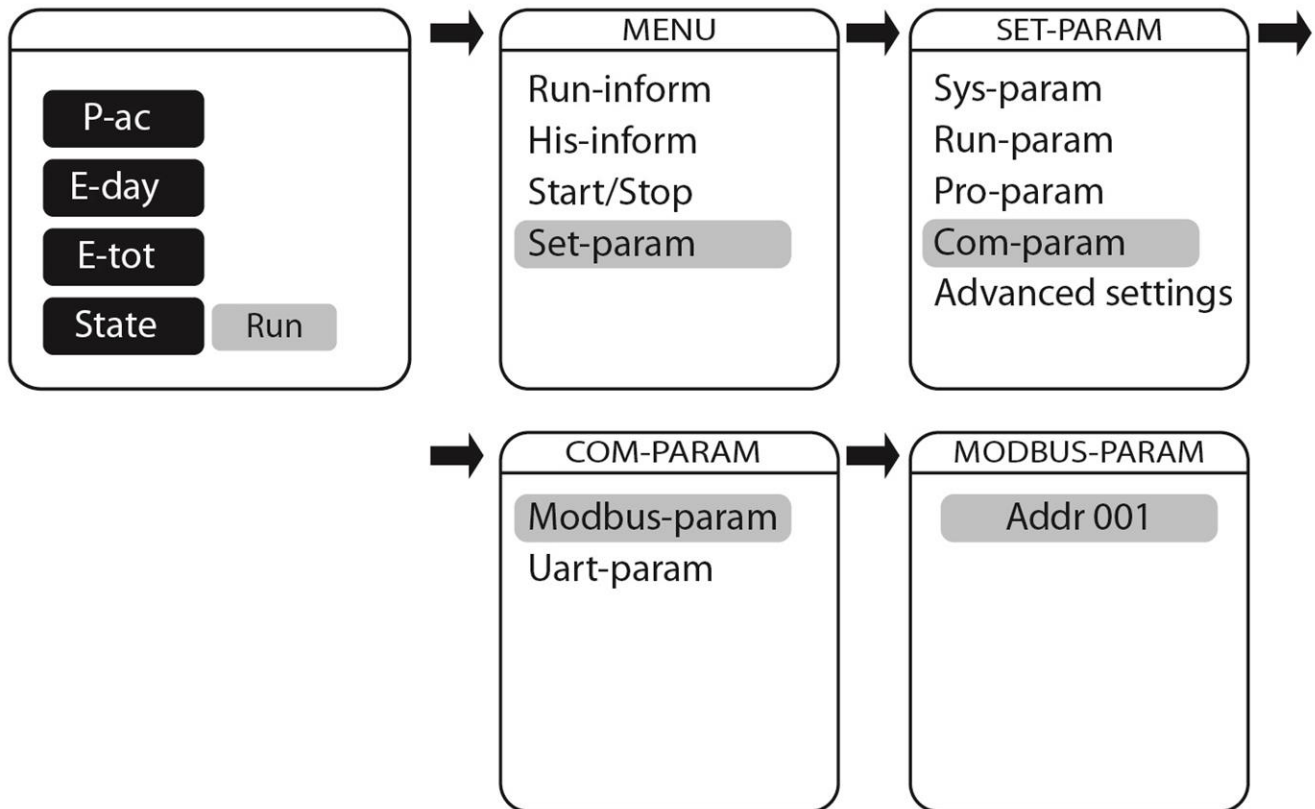 P-ac
E-day
E-tot
State Run
MENU
Run-inform
His-inform
Start/Stop
Set-param
SET-PARAM
Sys-param
Run-param
Pro-param
Com-param
Advanced settings
COM-PARAM
Modbus-param
Uart-param
MODBUS-PARAM
Addr 001